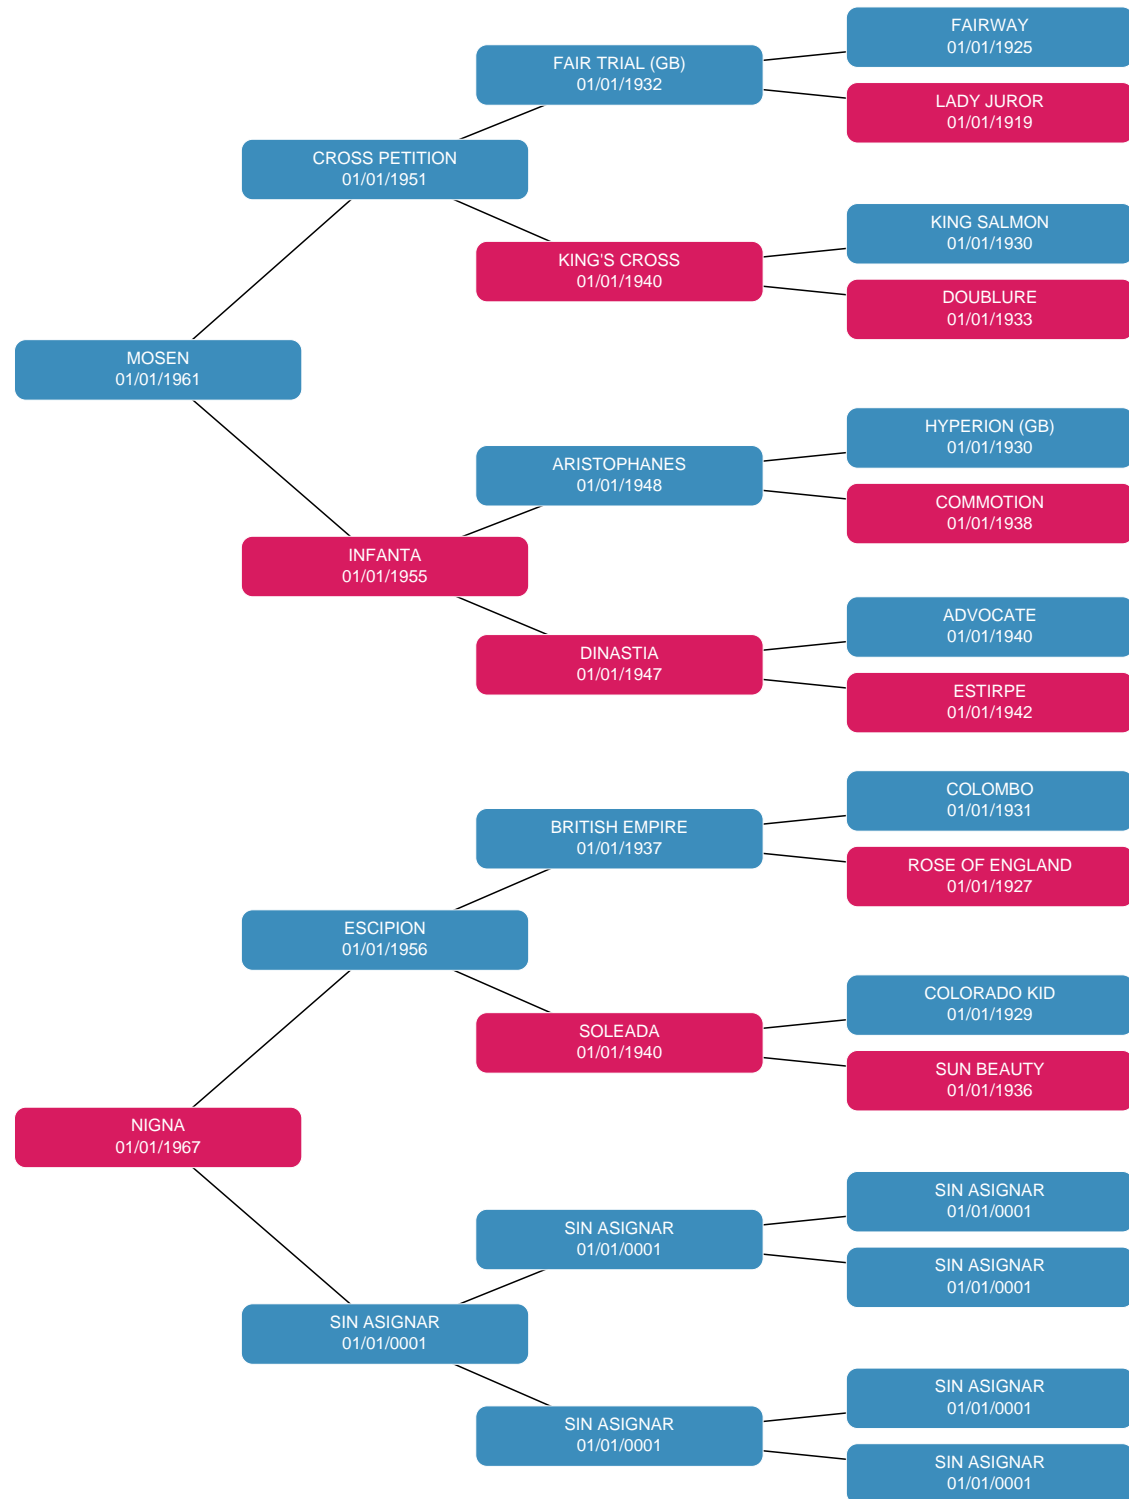 FAIRWAY
01/01/1925
FAIR TRIAL (GB)
01/01/1932
LADY JUROR
01/01/1919
CROSS PETITION
01/01/1951
KING SALMON
01/01/1930
KING'S CROSS
01/01/1940
DOUBLURE
01/01/1933
MOSEN
01/01/1961
HYPERION (GB)
01/01/1930
ARISTOPHANES
01/01/1948
COMMOTION
01/01/1938
INFANTA
01/01/1955
ADVOCATE
01/01/1940
DINASTIA
01/01/1947
ESTIRPE
01/01/1942
COLOMBO
01/01/1931
BRITISH EMPIRE
01/01/1937
ROSE OF ENGLAND
01/01/1927
ESCIPION
01/01/1956
COLORADO KID
01/01/1929
SOLEADA
01/01/1940
SUN BEAUTY
01/01/1936
NIGNA
01/01/1967
SIN ASIGNAR
01/01/0001
SIN ASIGNAR
01/01/0001
SIN ASIGNAR
01/01/0001
SIN ASIGNAR
01/01/0001
SIN ASIGNAR
01/01/0001
SIN ASIGNAR
01/01/0001
SIN ASIGNAR
01/01/0001